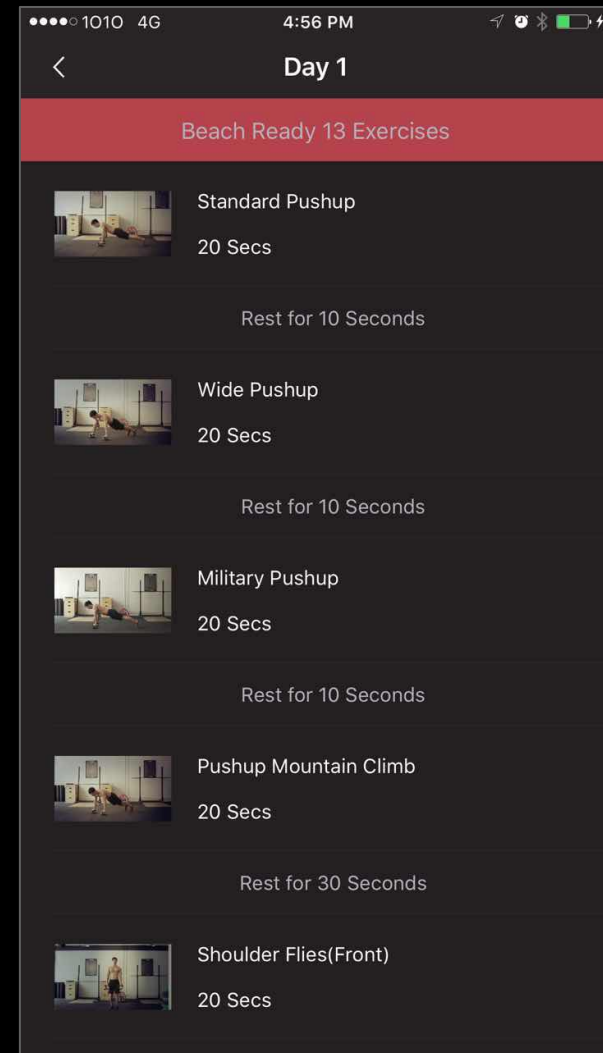 1010 4G
4:56 PM
Day 1
Beach Ready 13 Exercises
Standard Pushup
20 Secs
Rest for 10 Seconds
Wide Pushup
20 Secs
Rest for 10 Seconds
Military Pushup
20 Secs
Rest for 10 Seconds
Pushup Mountain Climb
20 Secs
Rest for 30 Seconds
Shoulder Flies(Front)
20 Secs